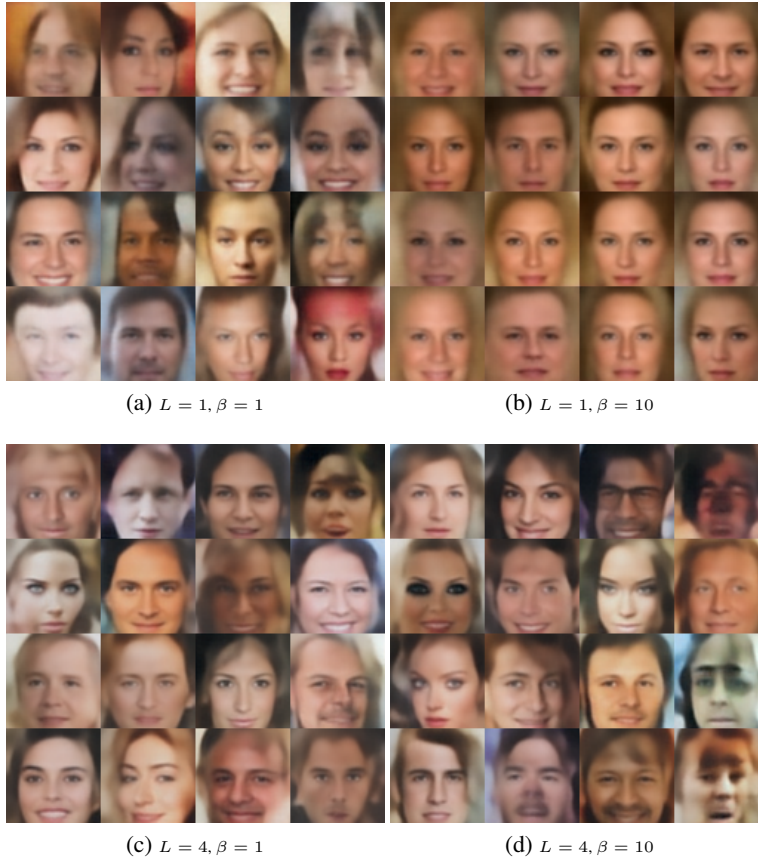 (a) L = 1, β = 1
(b) L = 1, β = 10
(c) L = 4, β = 1
(d) L = 4, β = 10